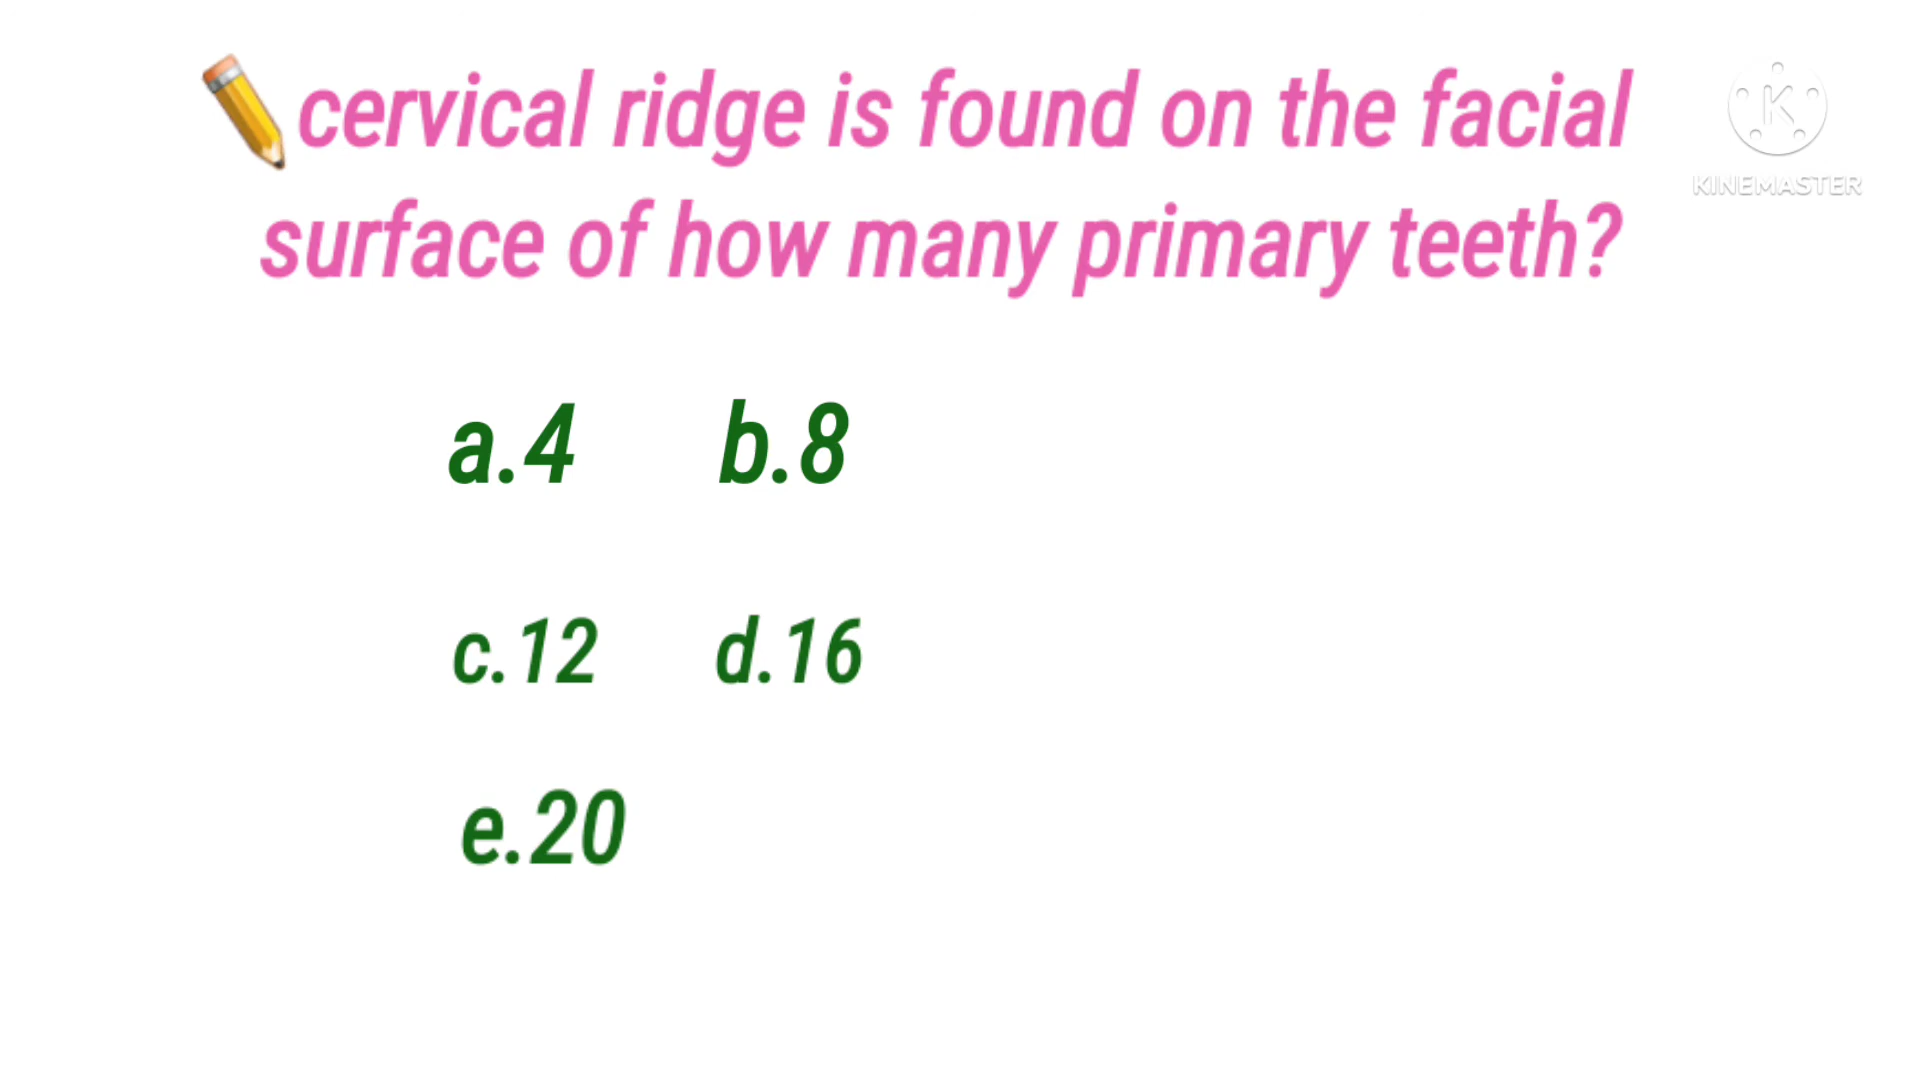 cervical ridge is found on the facial
surface of how many primary teeth?
KINEMASTER
a.4 b.8
c.12 d.16
e.20